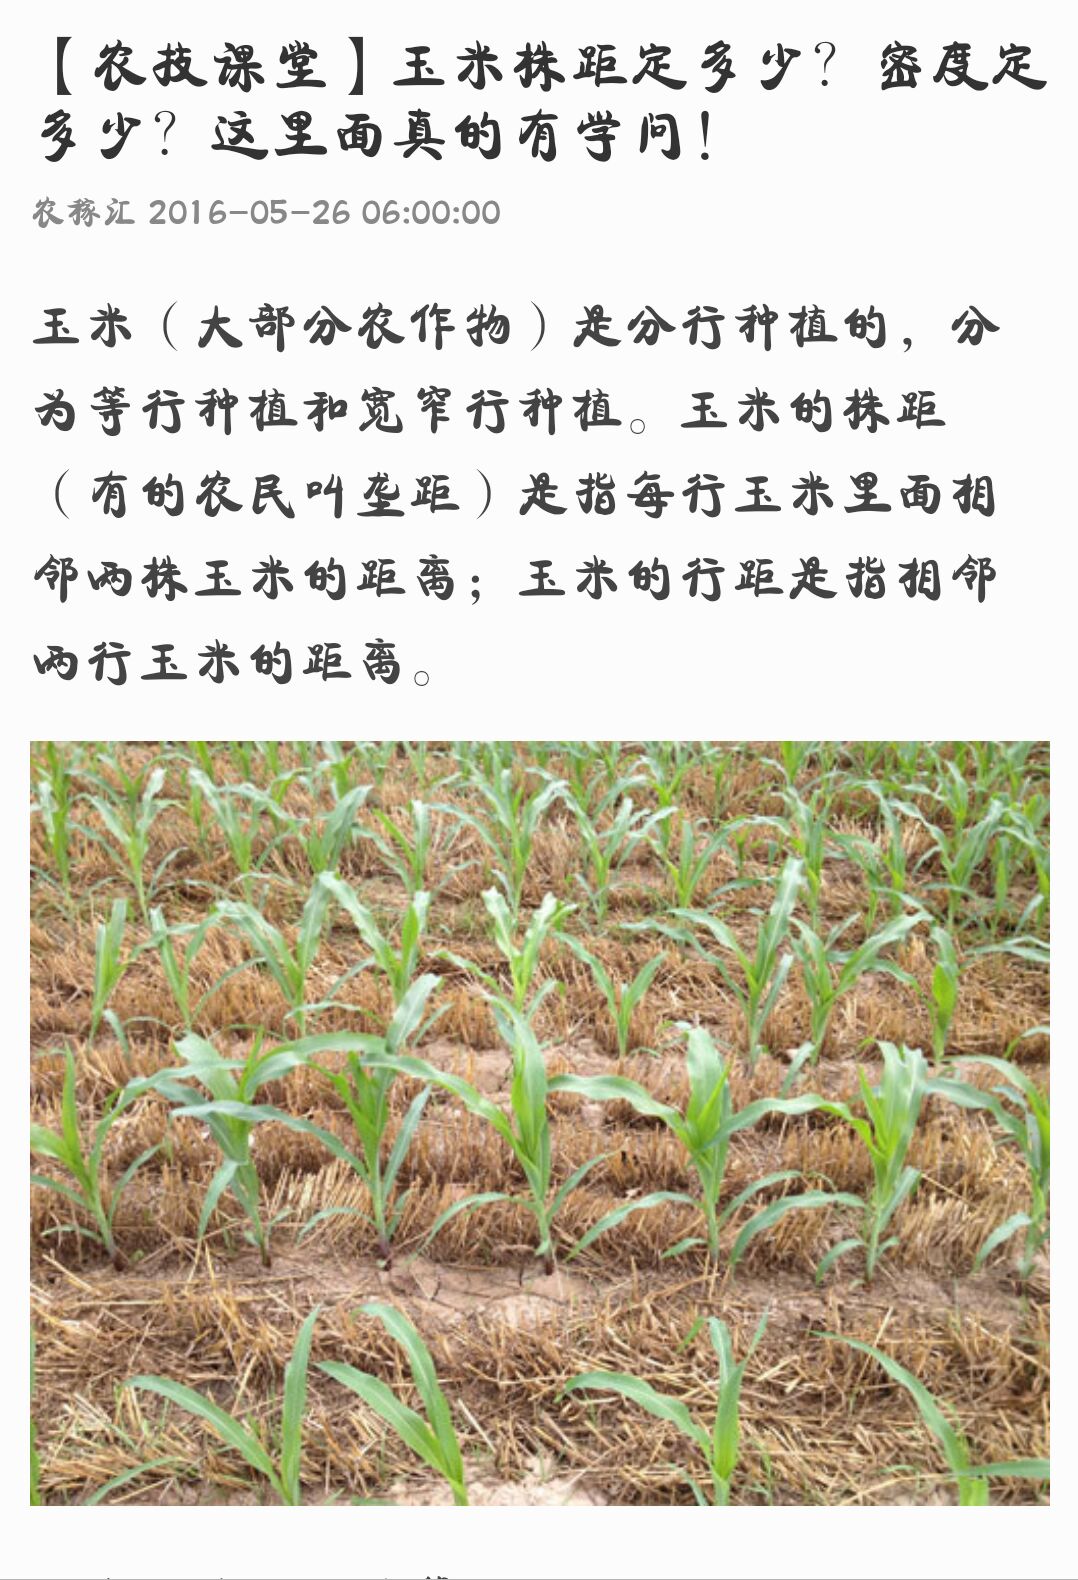 【农技课堂】玉米株距定多少？密度定
多少？这里面真的有学问！
农稼汇 2016-05-26 06:00:00
玉米（大部分农作物）是分行种植的，分
为等行种植和宽窄行种植。玉米的株距
（有的农民叫垄距）是指每行玉米里面相
邻两株玉米的距离；玉米的行距是指相邻
两行玉米的距离。